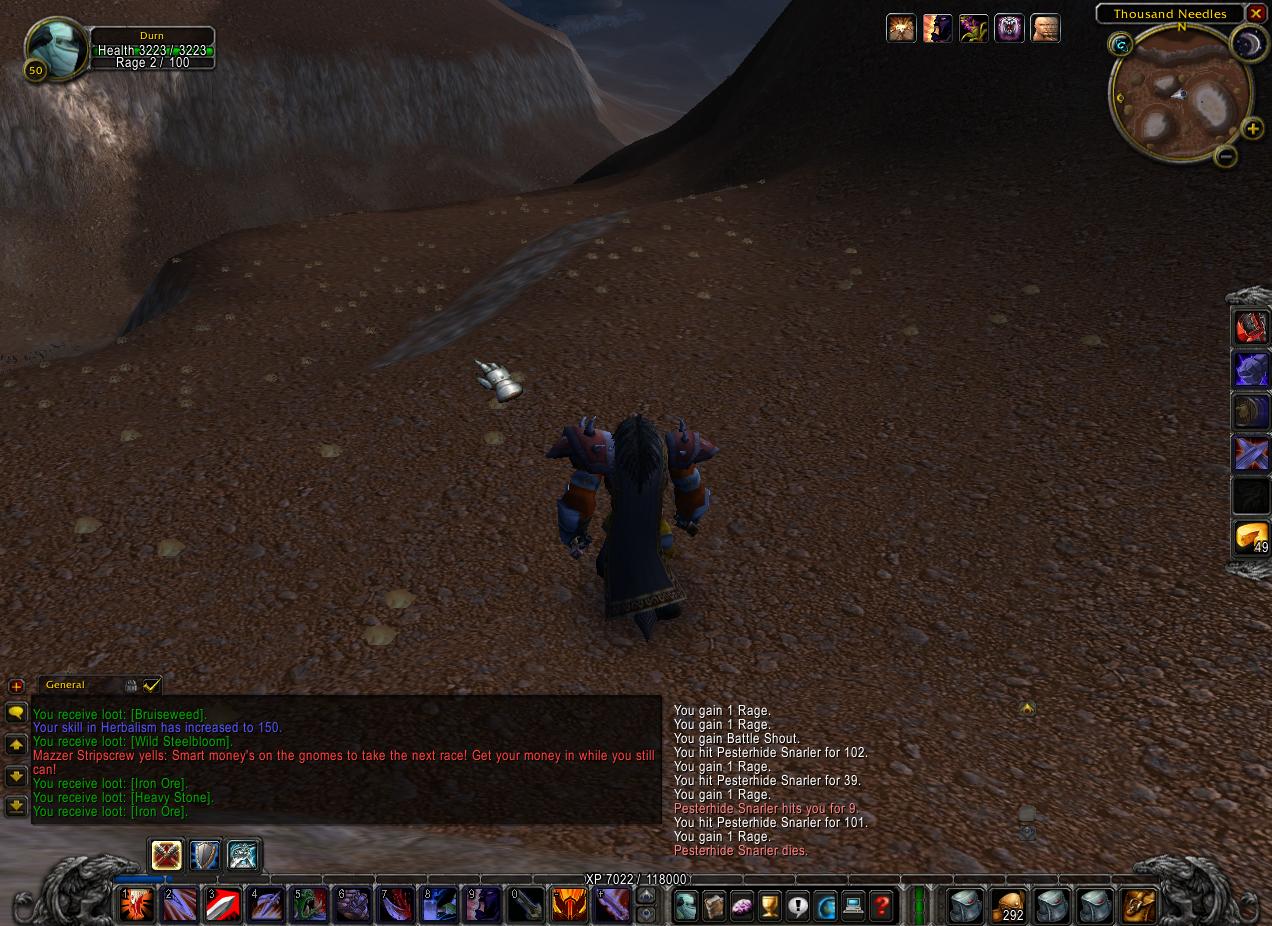 Durn
Health 3223 / 3223
Rage 2 / 100
50
Thousand Needles
N
49
General
You receive loot: [Bruiseweed].
Your skill in Herbalism has increased to 150.
You receive loot: [Wild Steelbloom].
Mazzer Stripscrew yells: Smart money's on the gnomes to take the next race! Get your money in while you still
can!
You receive loot: [Iron Ore].
You receive loot: [Heavy Stone].
You receive loot: [Iron Ore].
You gain 1 Rage.
You gain 1 Rage.
You gain Battle Shout.
You hit Pesterhide Snarler for 102.
You gain 1 Rage.
You hit Pesterhide Snarler for 39.
You gain 1 Rage.
Pesterhide Snarler hits you for 9.
You hit Pesterhide Snarler for 101.
You gain 1 Rage.
Pesterhide Snarler dies.
XP 7022 / 118000
1 2 3 4 5 6 7 8 9 0 - =
292